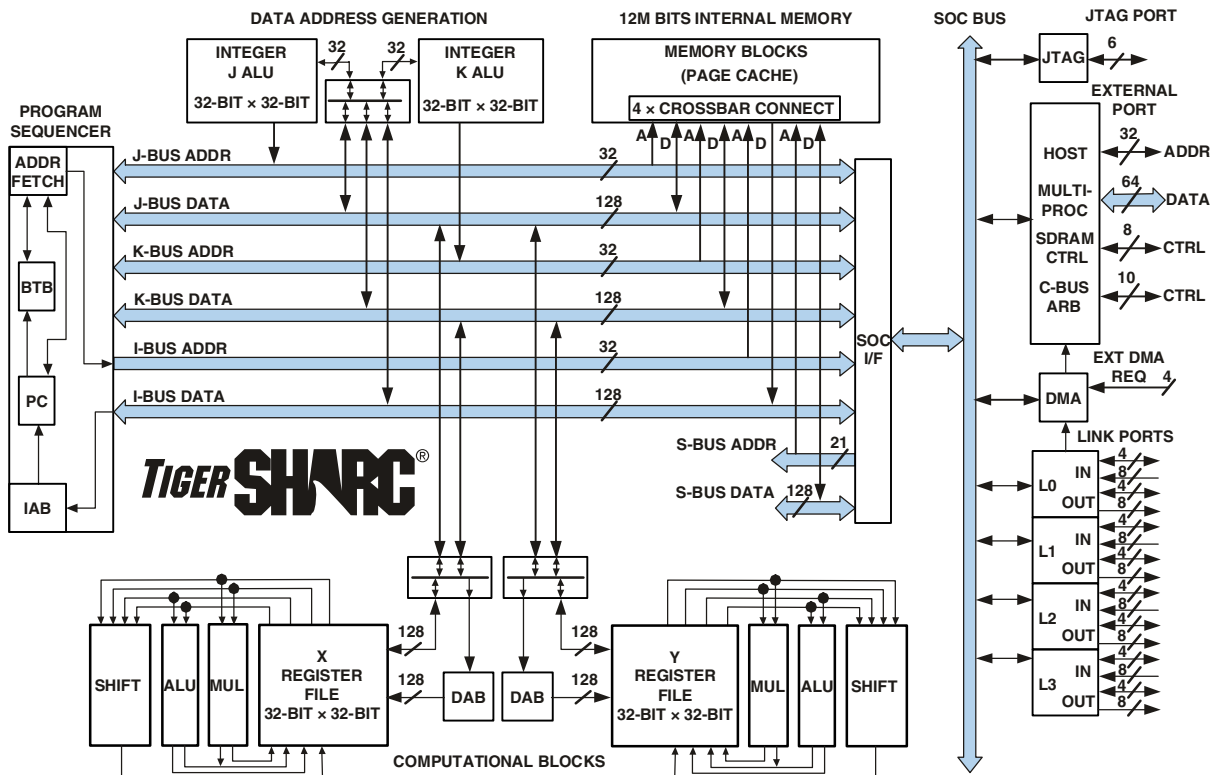 DATA ADDRESS GENERATION
12M BITS INTERNAL MEMORY
SOC BUS
JTAG PORT
INTEGER
J ALU
32-BIT × 32-BIT
32
32
INTEGER
K ALU
32-BIT × 32-BIT
MEMORY BLOCKS
(PAGE CACHE)
4 × CROSSBAR CONNECT
A D A D A D A D
JTAG
6
PROGRAM
SEQUENCER
ADDR
FETCH
BTB
PC
IAB
J-BUS ADDR
32
J-BUS DATA
128
K-BUS ADDR
32
K-BUS DATA
128
I-BUS ADDR
32
I-BUS DATA
128
S-BUS ADDR
21
S-BUS DATA
128
SOC
I/F
TIGER SHARC®
EXTERNAL
PORT
HOST
32
ADDR
MULTI-
PROC
64
DATA
SDRAM
CTRL
8
CTRL
C-BUS
ARB
10
CTRL
EXT DMA
REQ
4
DMA
LINK PORTS
L0
IN
4
8
OUT
4
8
L1
IN
4
8
OUT
4
8
L2
IN
4
8
OUT
4
8
L3
IN
4
8
OUT
4
8
SHIFT
ALU
MUL
X
REGISTER
FILE
32-BIT × 32-BIT
128
128
DAB
DAB
128
128
Y
REGISTER
FILE
32-BIT × 32-BIT
MUL
ALU
SHIFT
COMPUTATIONAL BLOCKS